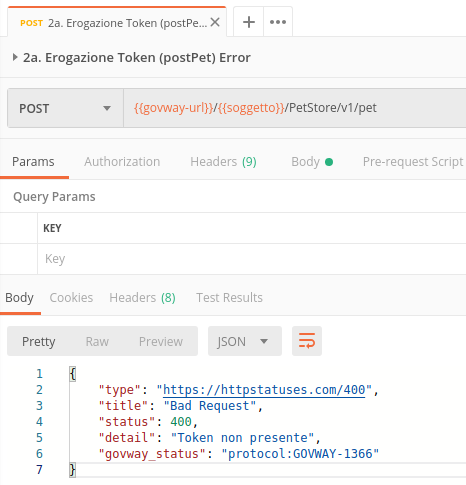 POST 2a. Erogazione Token (postPe...
2a. Erogazione Token (postPet) Error
POST {{govway-url}}/{{soggetto}}/PetStore/v1/pet
Params Authorization Headers (9) Body Pre-request Script
Query Params
KEY
Key
Body Cookies Headers (8) Test Results
Pretty Raw Preview JSON
1 {
2 "type": "https://httpstatuses.com/400",
3 "title": "Bad Request",
4 "status": 400,
5 "detail": "Token non presente",
6 "govway_status": "protocol:GOVWAY-1366"
7 }